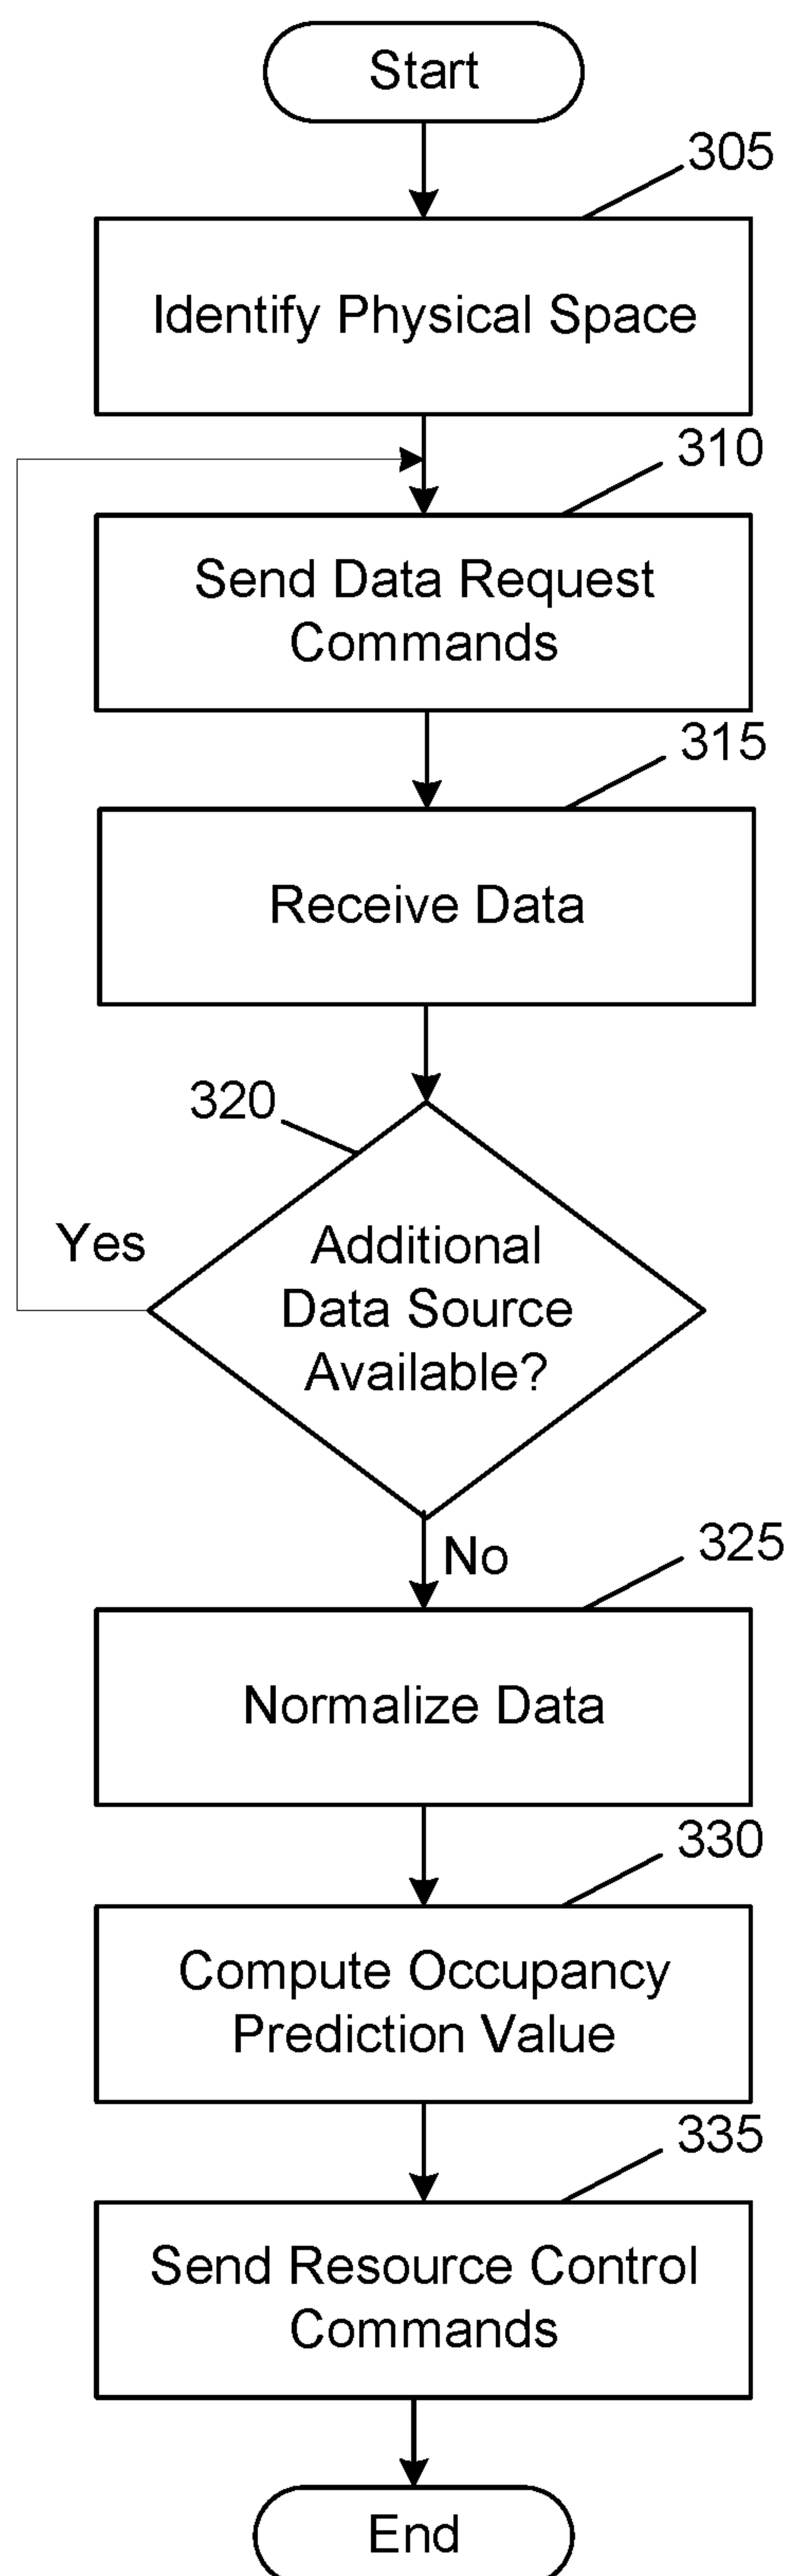 Start
305
Identify Physical Space
310
Send Data Request
Commands
315
Receive Data
320
Yes
Additional
Data Source
Available?
No
325
Normalize Data
330
Compute Occupancy
Prediction Value
335
Send Resource Control
Commands
End